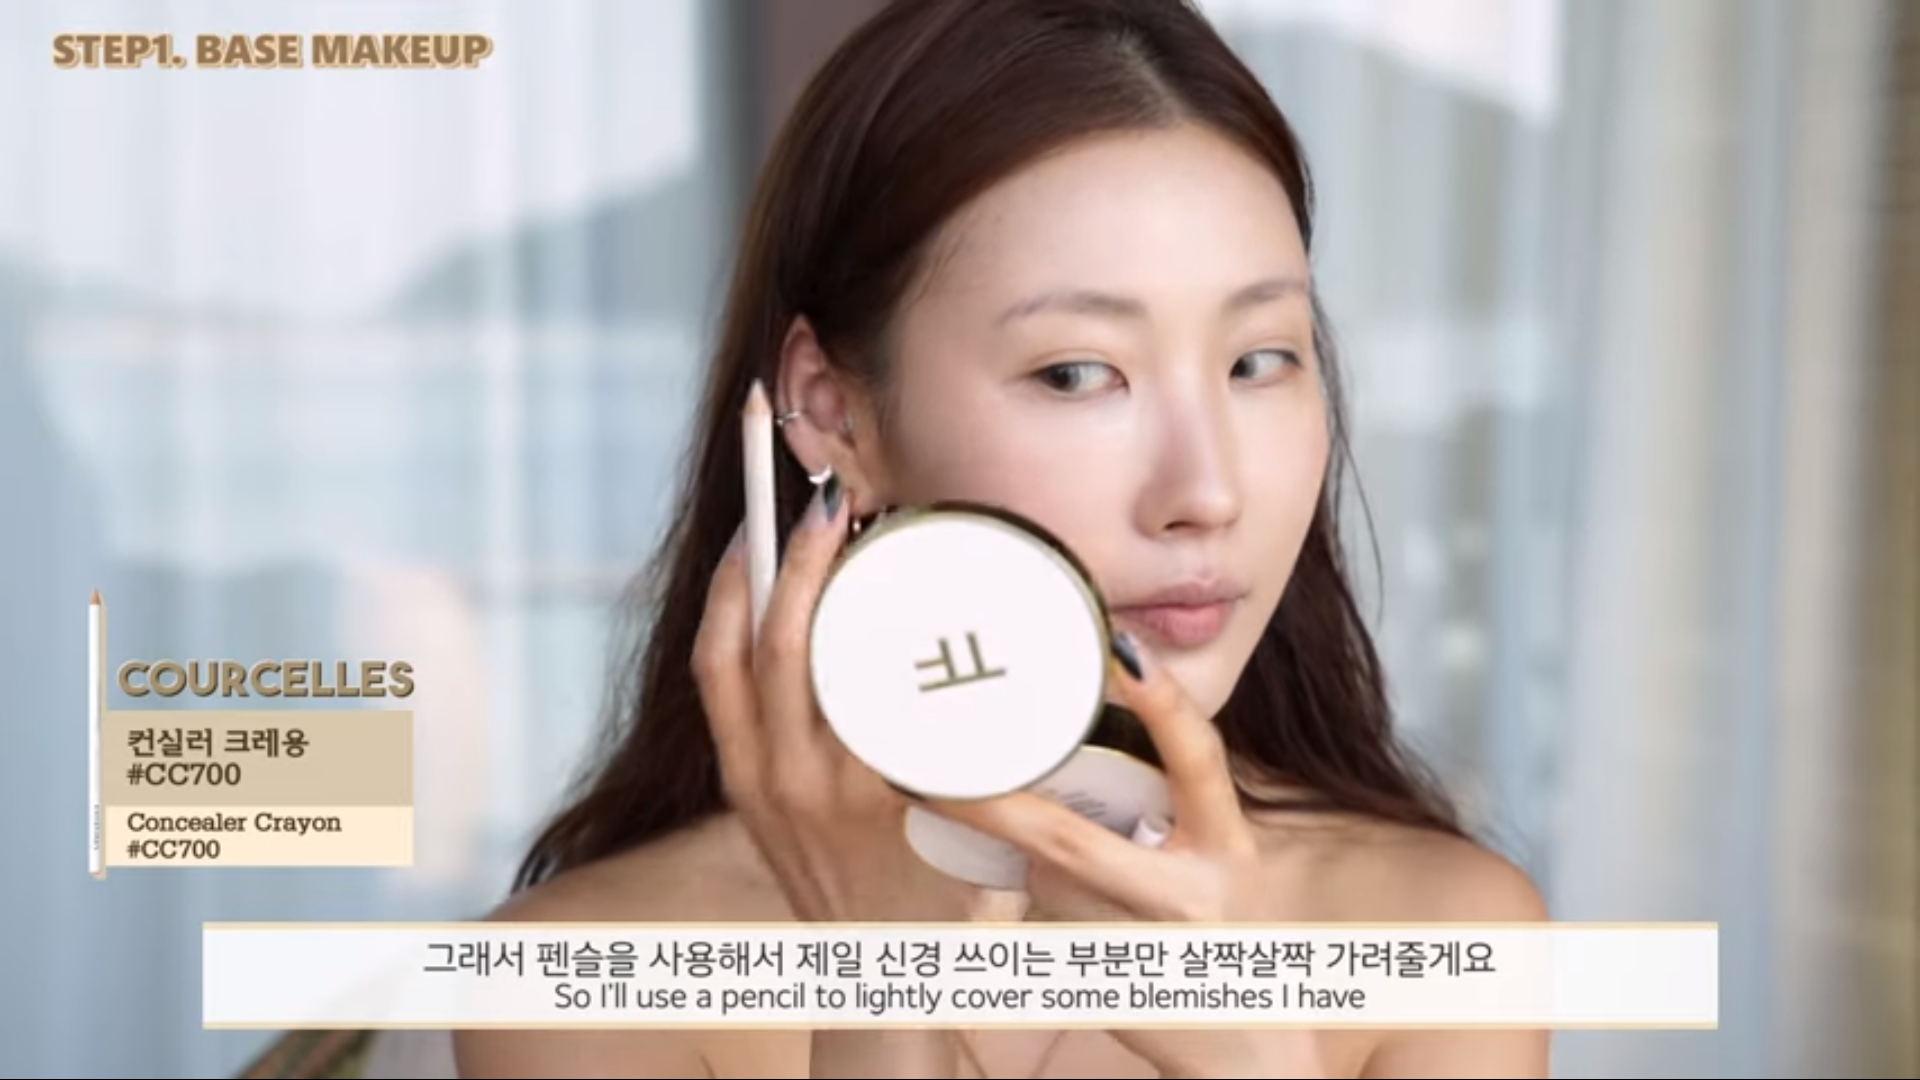 STEP1. BASE MAKEUP
TF
COURCELLES
컨실러 크레용
#CC700
Concealer Crayon
#CC700
그래서 펜슬을 사용해서 제일 신경 쓰이는 부분만 살짝살짝 가려줄게요
So I'll use a pencil to lightly cover some blemishes I have